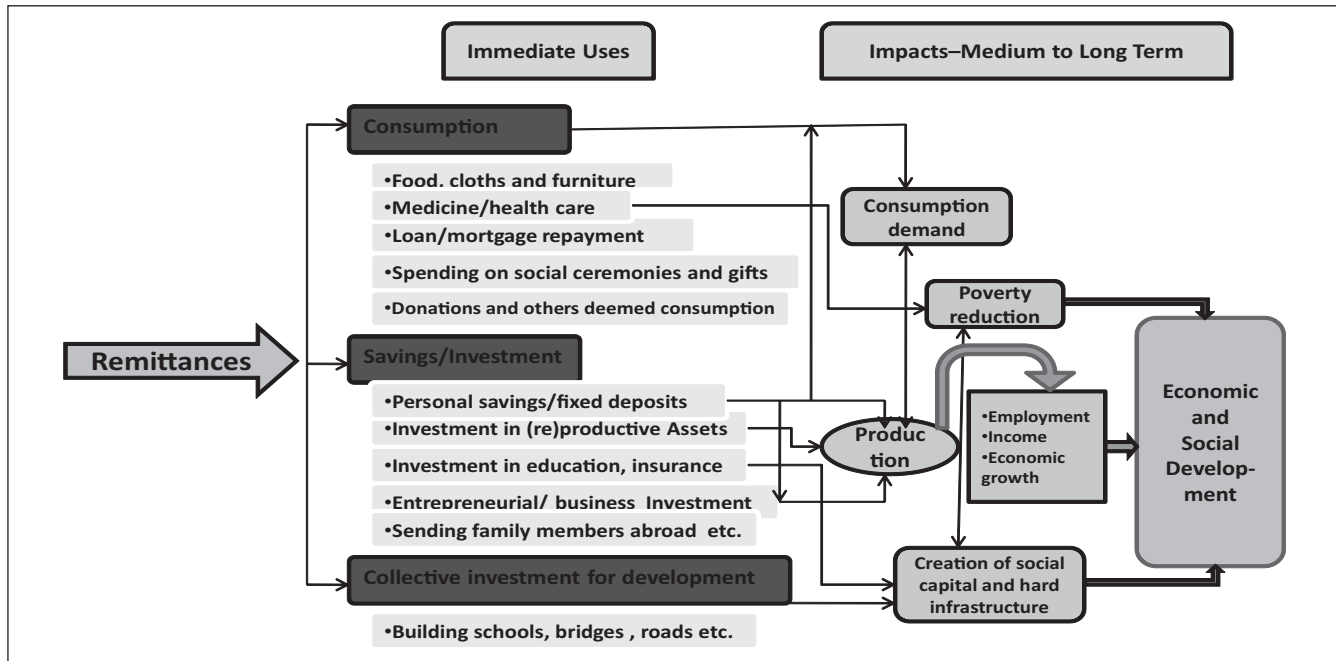 Immediate Uses
Impacts–Medium to Long Term
Remittances
Consumption
•Food. cloths and furniture
•Medicine/health care
•Loan/mortgage repayment
•Spending on social ceremonies and gifts
•Donations and others deemed consumption
Savings/Investment
•Personal savings/fixed deposits
•Investment in (re)productive Assets
•Investment in education, insurance
•Entrepreneurial/ business Investment
•Sending family members abroad etc.
Collective investment for development
•Building schools, bridges , roads etc.
Consumption
demand
Poverty
reduction
Produc
tion
•Employment
•Income
•Economic
growth
Creation of social
capital and hard
infrastructure
Economic
and
Social
Develop-
ment